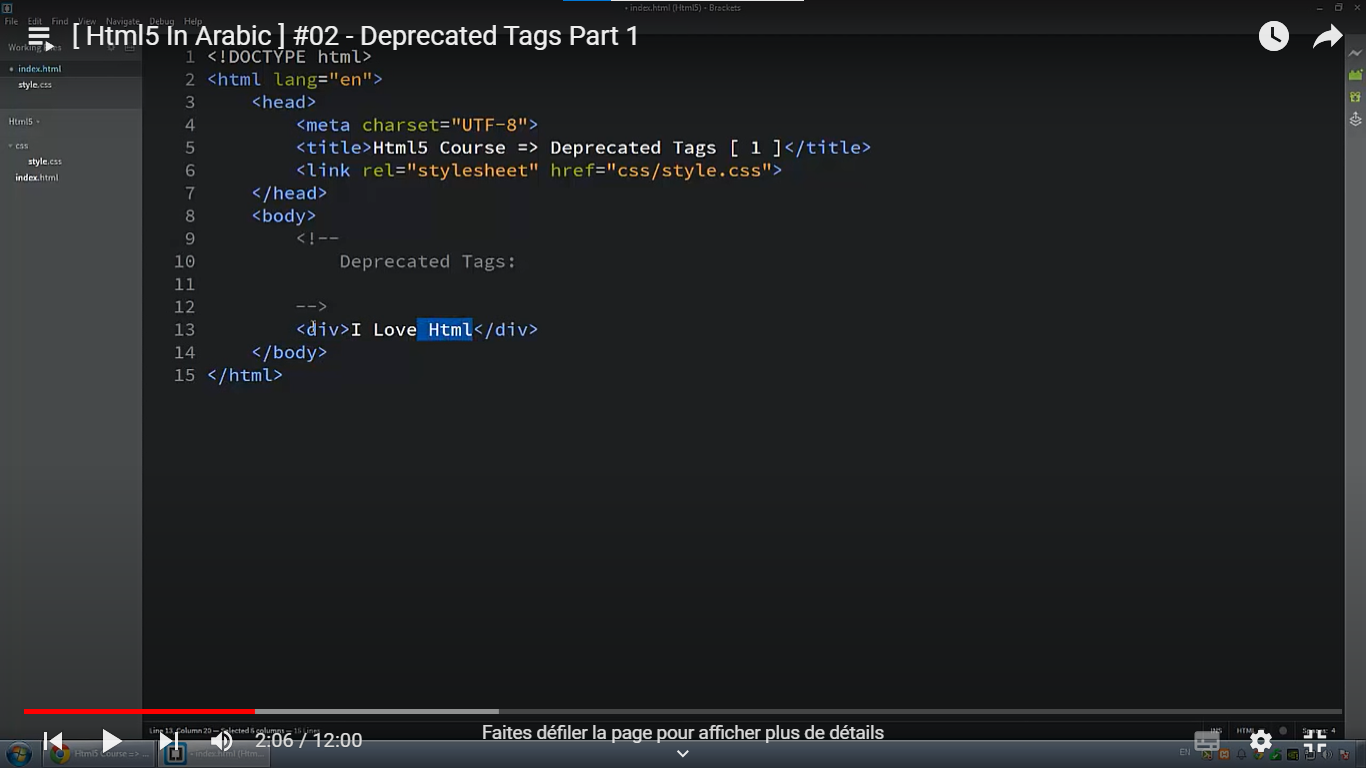 index.html (Html5) - Brackets
File Edit Find View Navigate Debug Help
[ Html5 In Arabic ] #02 - Deprecated Tags Part 1
Working Files
index.html
style.css
Html5
css
style.css
index.html
1 <!DOCTYPE html>
2 <html lang="en">
3 <head>
4 <meta charset="UTF-8">
5 <title>Html5 Course => Deprecated Tags [ 1 ]</title>
6 <link rel="stylesheet" href="css/style.css">
7 </head>
8 <body>
9 <!--
10 Deprecated Tags:
11
12 -->
13 <div>I Love Html</div>
14 </body>
15 </html>
Line 13, Column 20 — Selected 5 columns — 15 Lines
INS HTML Spaces: 4
2:06 / 12:00
Faites défiler la page pour afficher plus de détails
Html5 Course => ...
index.html (Htm...
EN